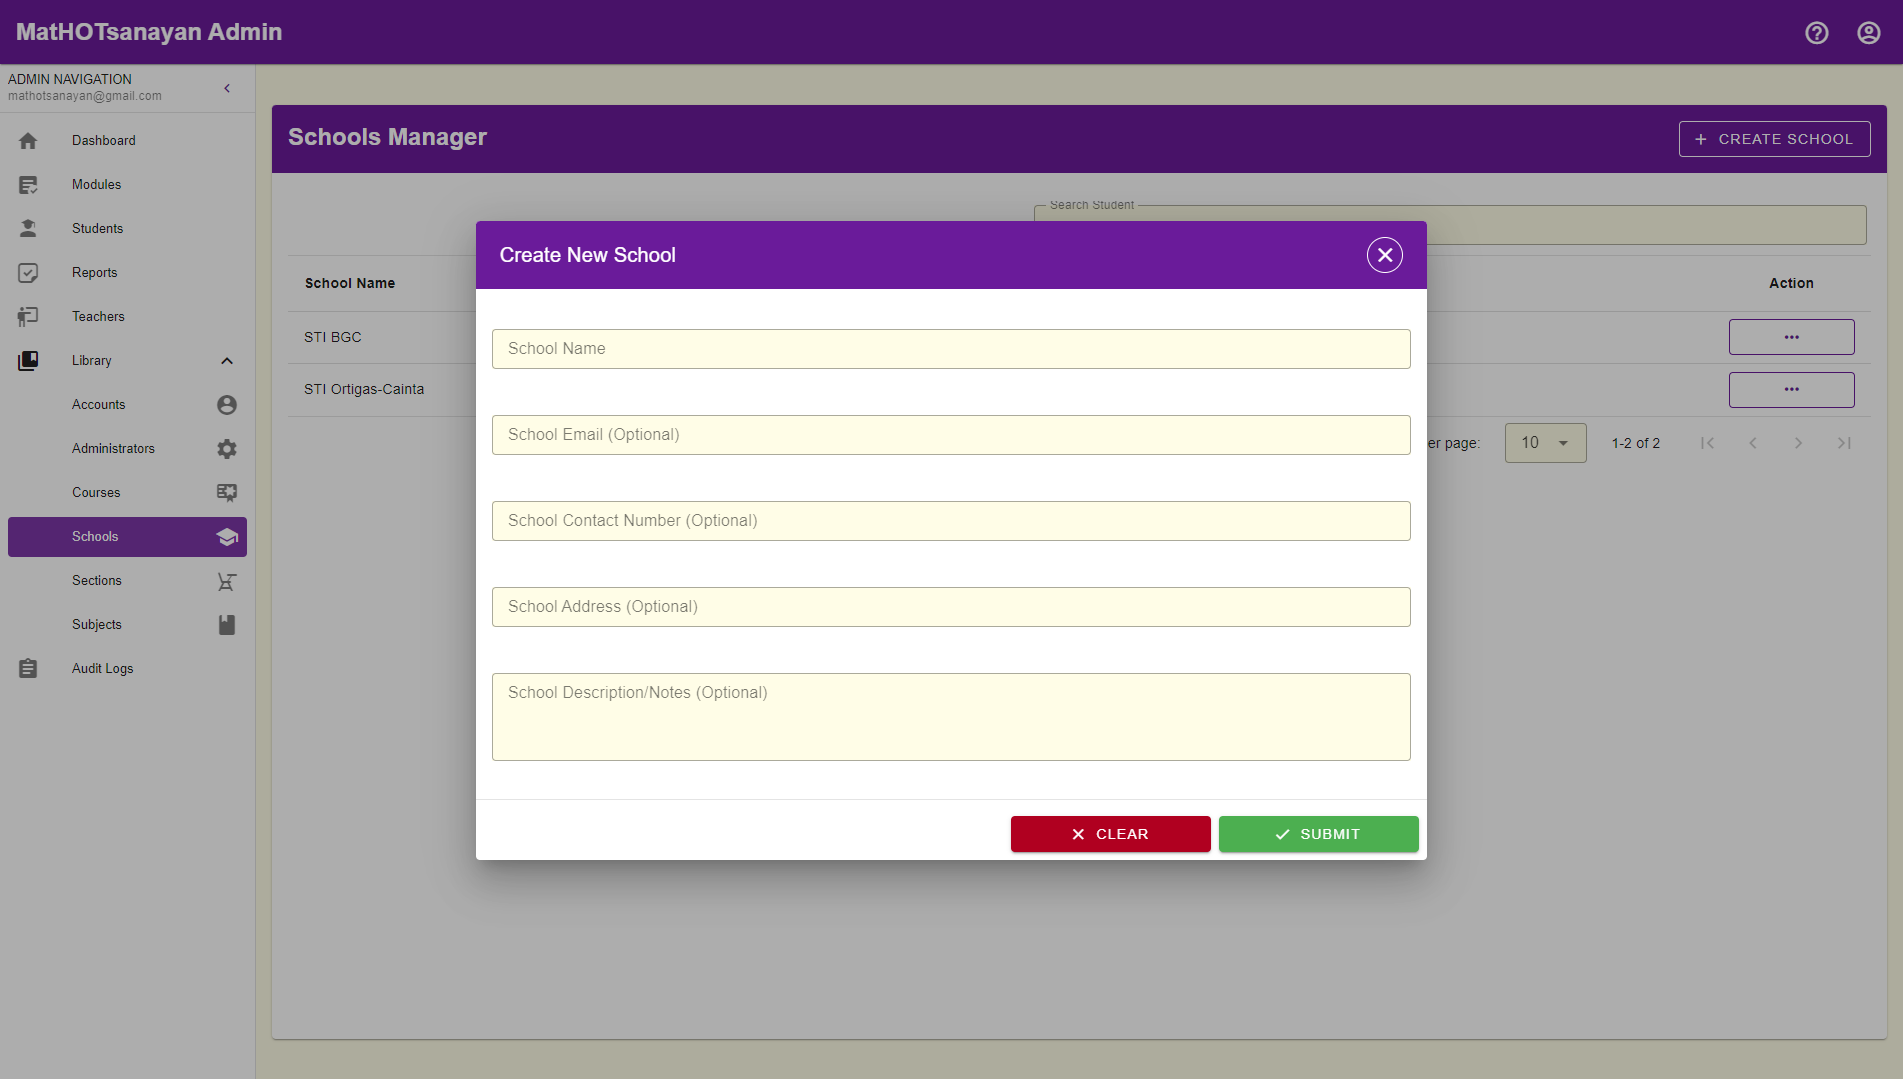 MatHOTsanayan Admin
ADMIN NAVIGATION
mathotsanayan@gmail.com
Dashboard
Modules
Students
Reports
Teachers
Library
Accounts
Administrators
Courses
Schools
Sections
Subjects
Audit Logs
Schools Manager
CREATE SCHOOL
Search Student
School Name
Action
STI BGC
STI Ortigas-Cainta
er page:
10
1-2 of 2
Create New School
School Name
School Email (Optional)
School Contact Number (Optional)
School Address (Optional)
School Description/Notes (Optional)
CLEAR
SUBMIT